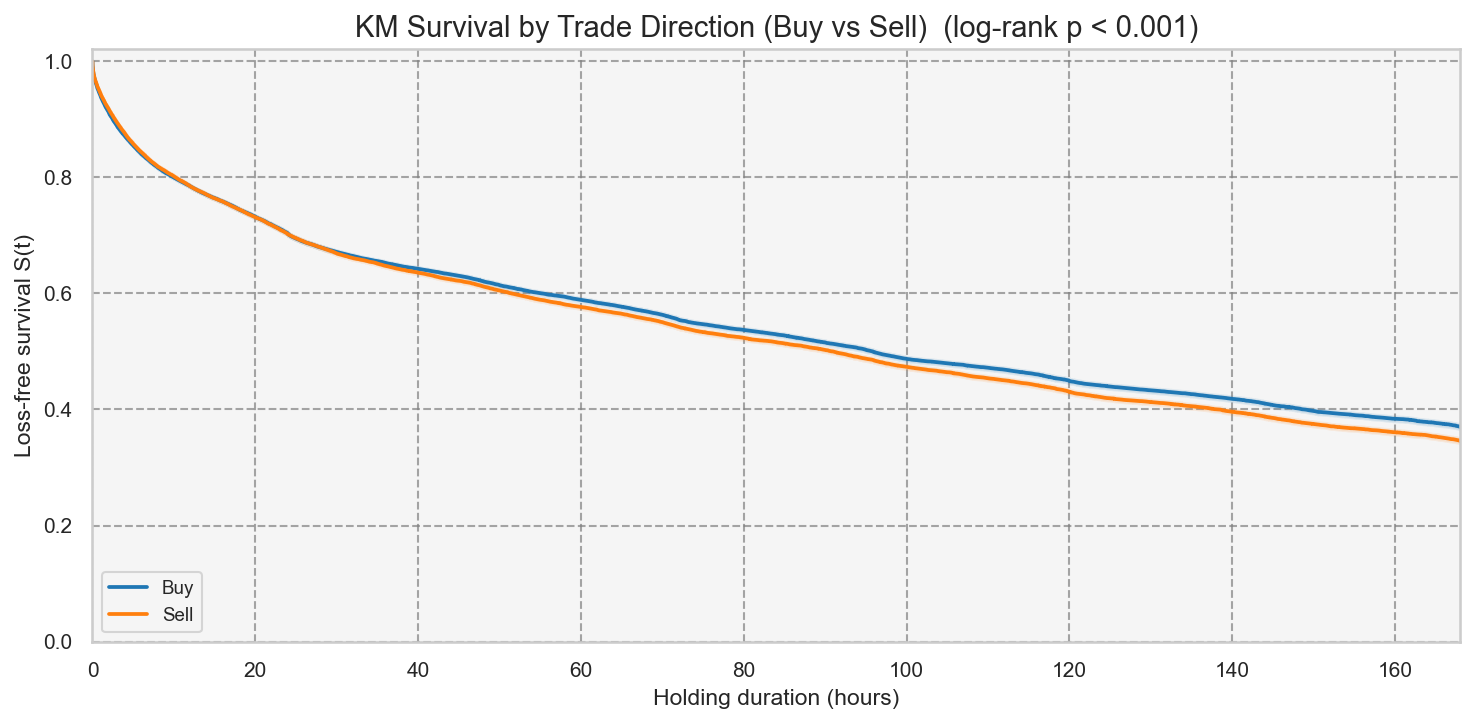 KM Survival by Trade Direction (Buy vs Sell)  (log-rank p < 0.001)
Loss-free survival S(t)
1.0
0.8
0.6
0.4
0.2
0.0
Buy
Sell
0 20 40 60 80 100 120 140 160
Holding duration (hours)